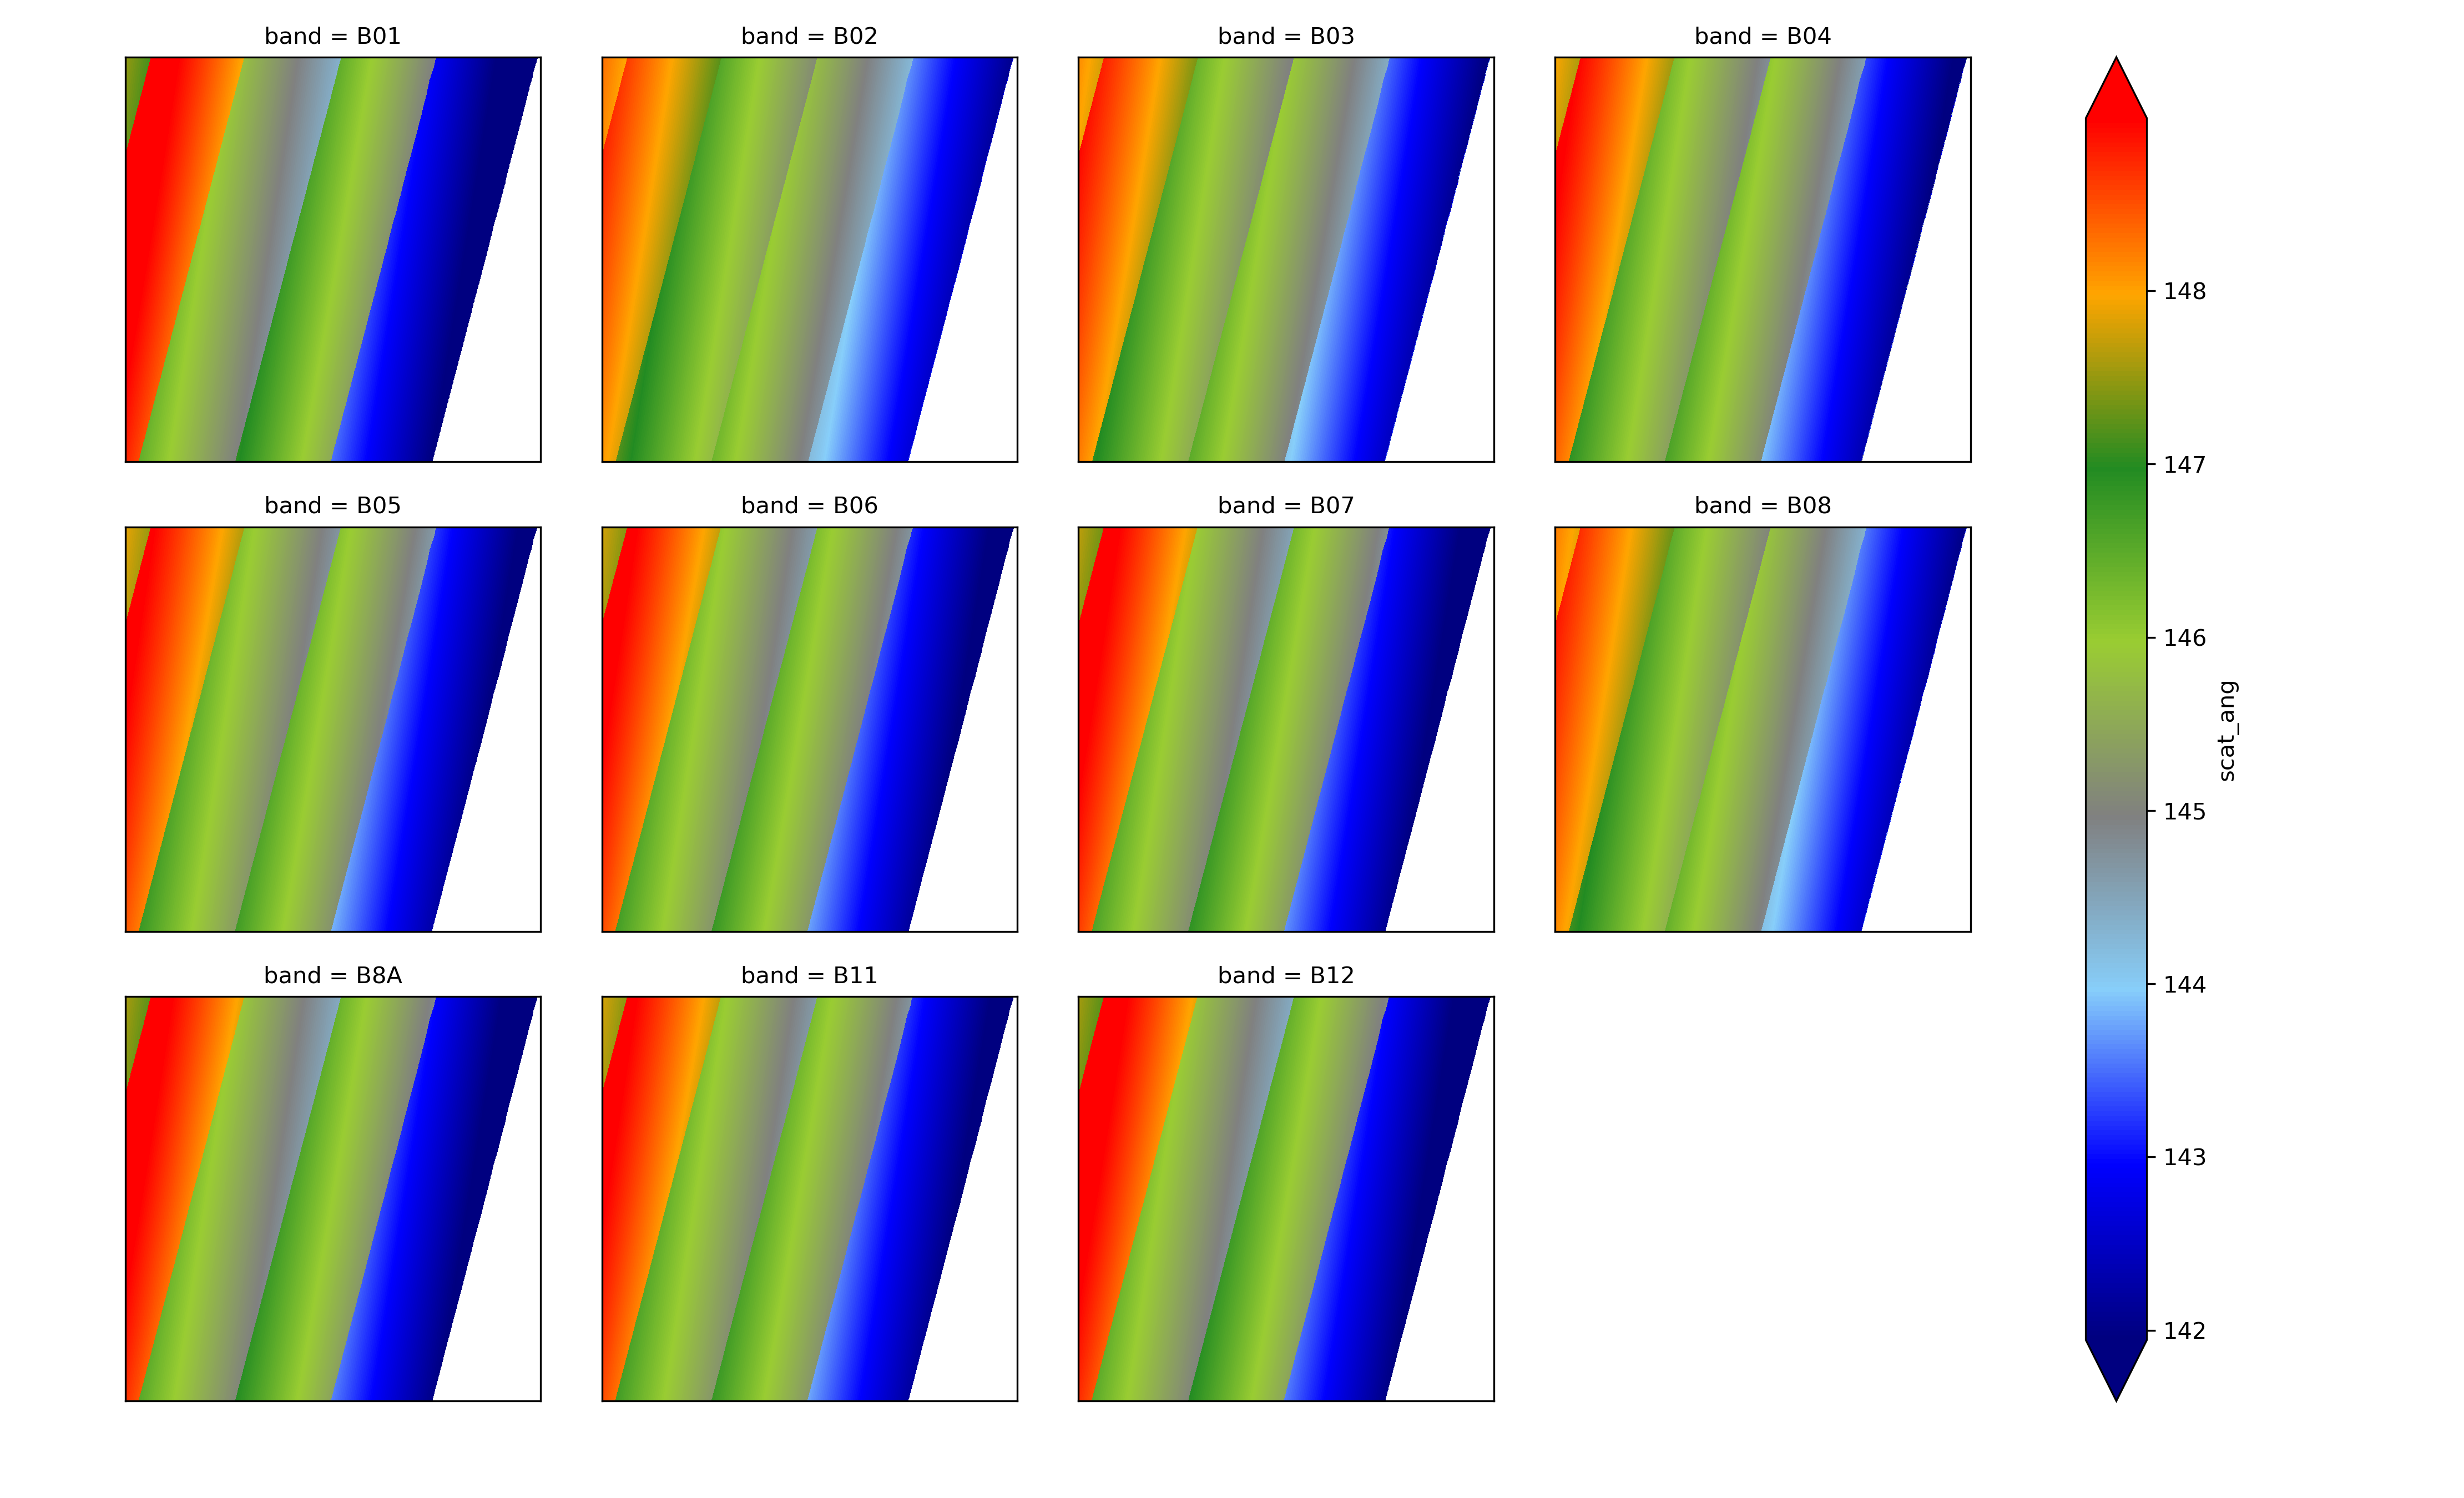 band = B01
band = B02
band = B03
band = B04
band = B05
band = B06
band = B07
band = B08
band = B8A
band = B11
band = B12
148
147
146
145
144
143
142
scat_ang